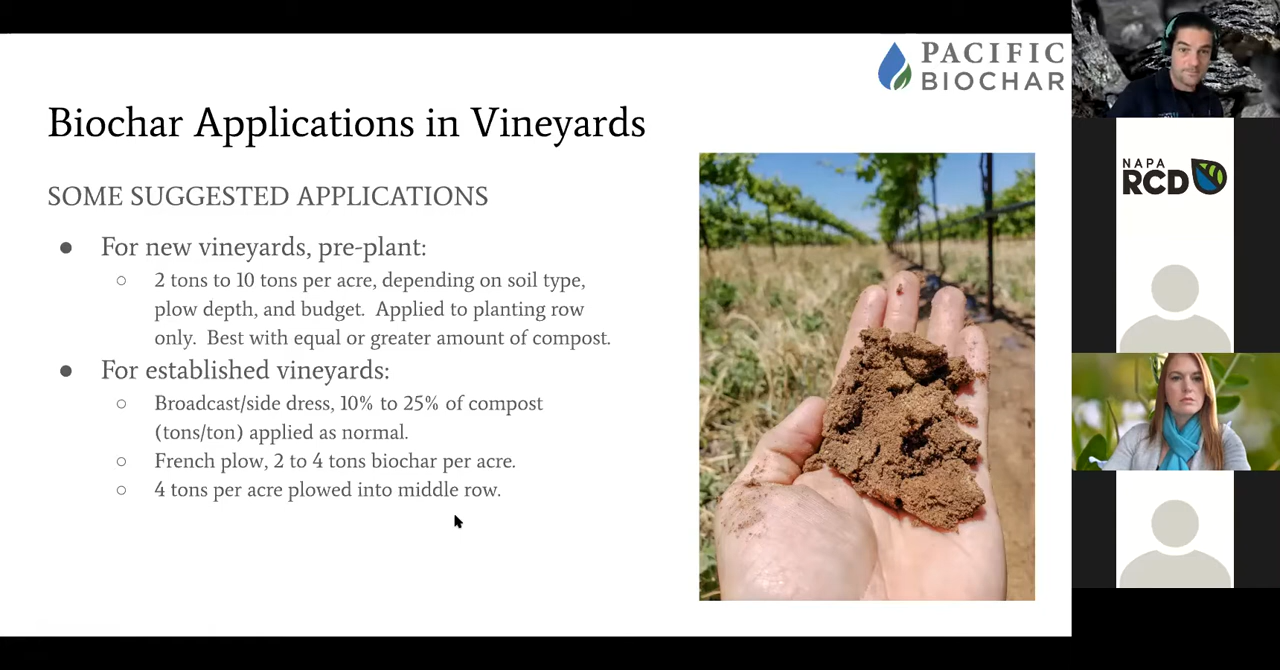 PACIFIC
BIOCHAR
Biochar Applications in Vineyards
SOME SUGGESTED APPLICATIONS
● For new vineyards, pre-plant:
○ 2 tons to 10 tons per acre, depending on soil type,
plow depth, and budget. Applied to planting row
only. Best with equal or greater amount of compost.
● For established vineyards:
○ Broadcast/side dress, 10% to 25% of compost
(tons/ton) applied as normal.
○ French plow, 2 to 4 tons biochar per acre.
○ 4 tons per acre plowed into middle row.
NAPA
RCD